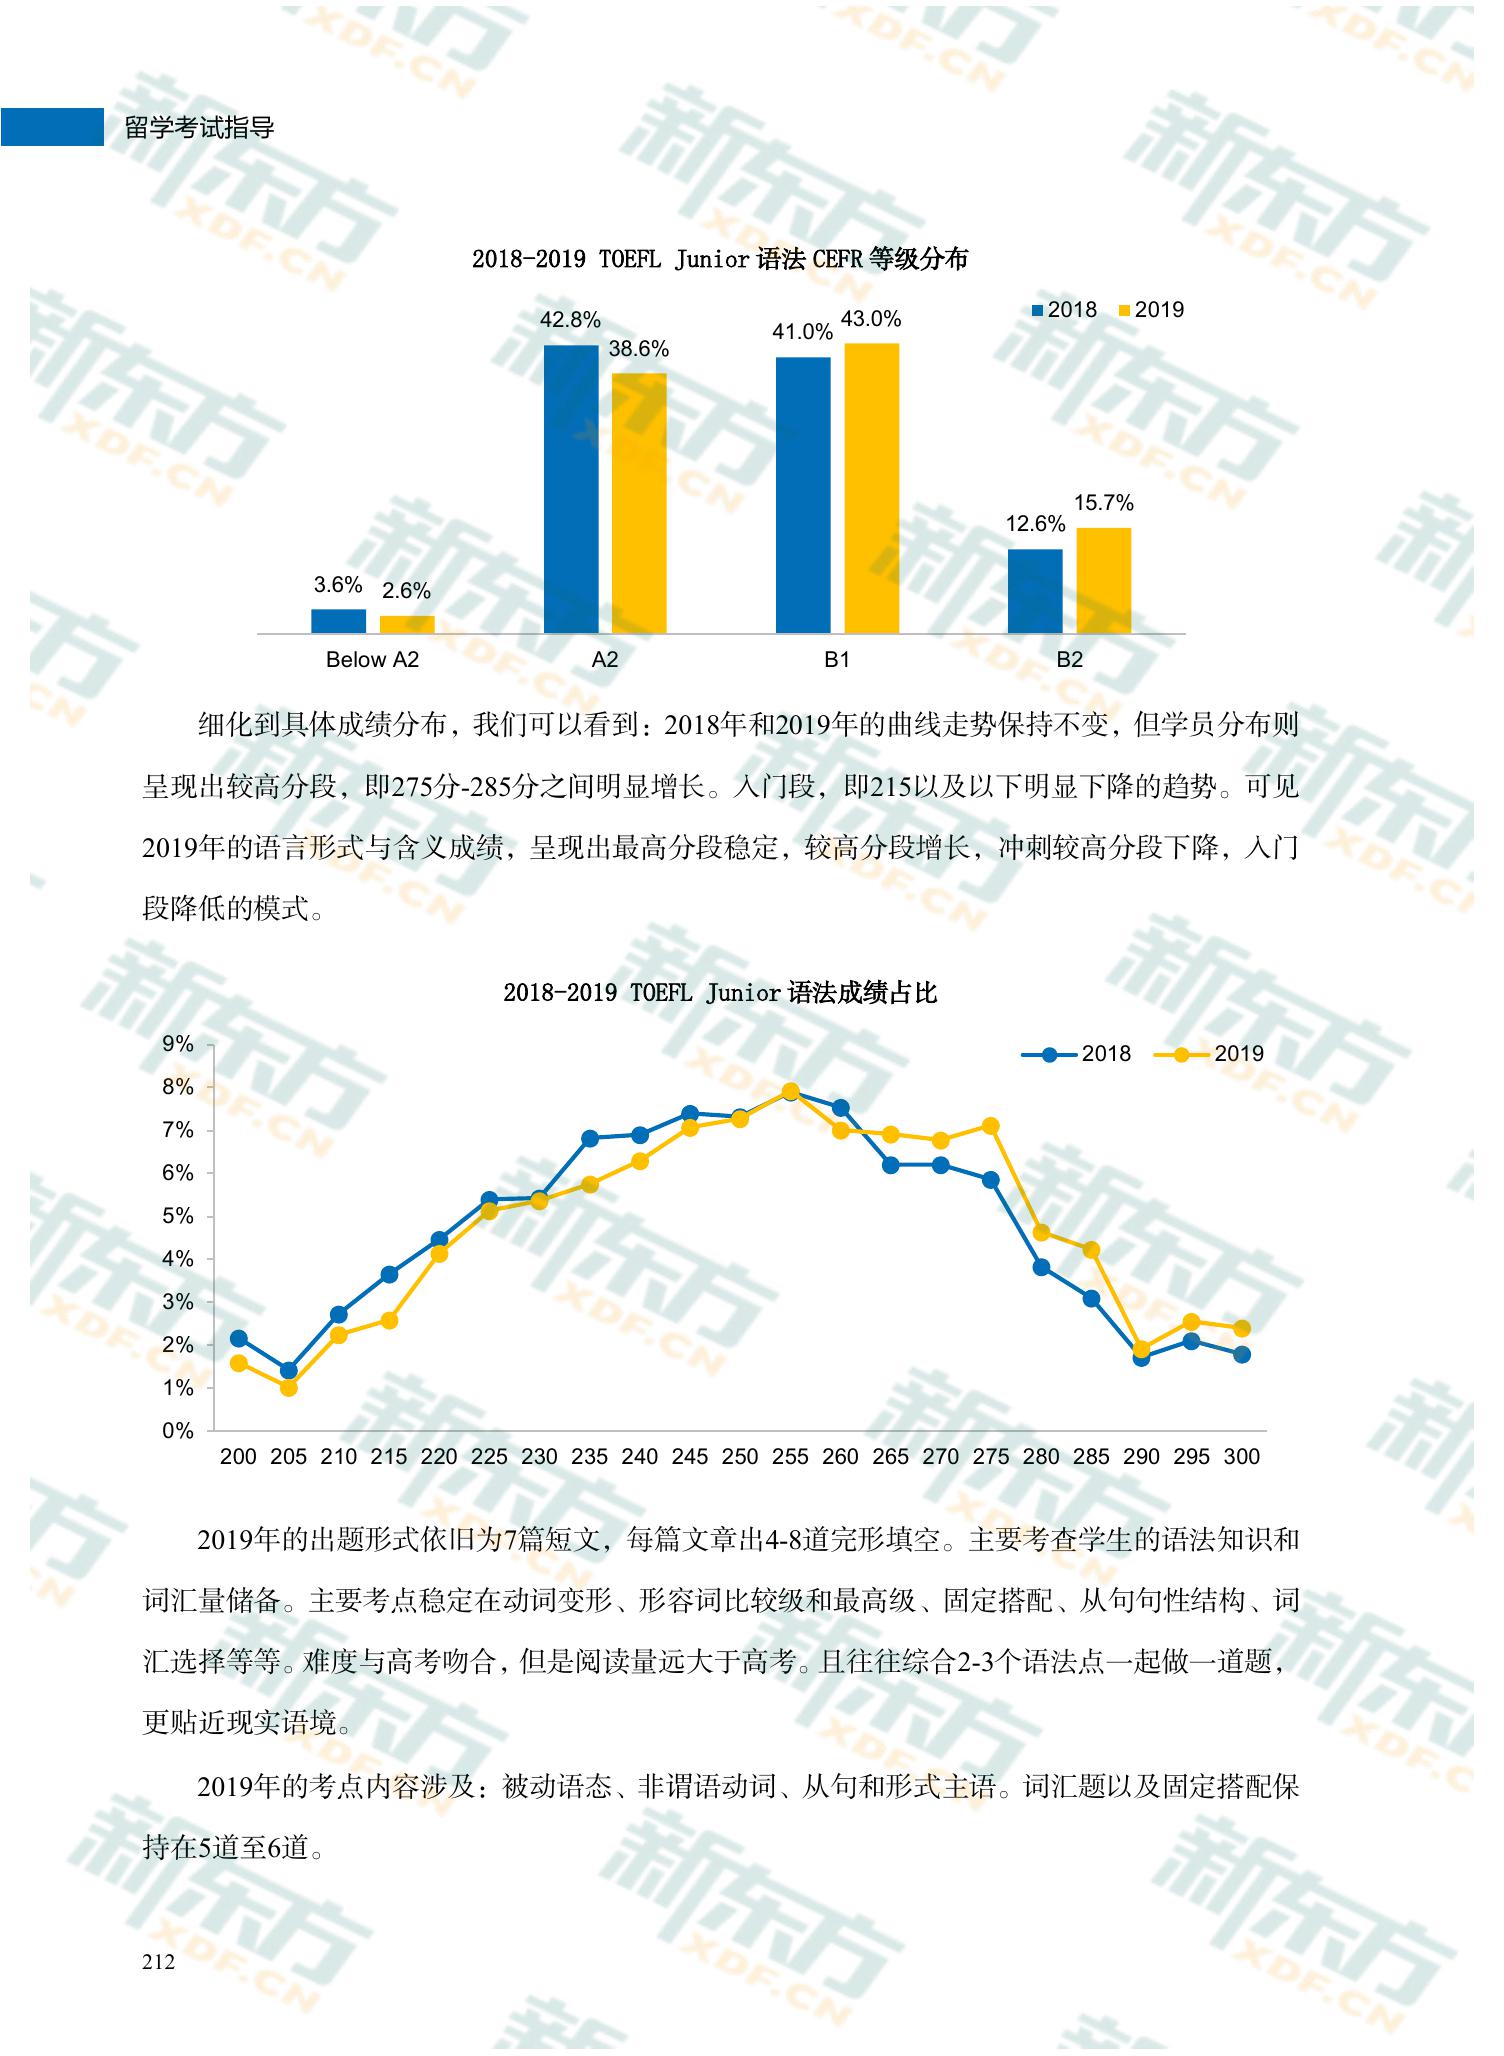 留学考试指导
2018-2019 TOEFL Junior 语法 CEFR 等级分布
2018 2019
42.8% 38.6% 41.0% 43.0%
12.6% 15.7%
3.6% 2.6%
Below A2 A2 B1 B2
细化到具体成绩分布，我们可以看到：2018年和2019年的曲线走势保持不变，但学员分布则
呈现出较高分段，即275分-285分之间明显增长。入门段，即215以及以下明显下降的趋势。可见
2019年的语言形式与含义成绩，呈现出最高分段稳定，较高分段增长，冲刺较高分段下降，入门
段降低的模式。
2018-2019 TOEFL Junior 语法成绩占比
2018 2019
9%
8%
7%
6%
5%
4%
3%
2%
1%
0%
200 205 210 215 220 225 230 235 240 245 250 255 260 265 270 275 280 285 290 295 300
2019年的出题形式依旧为7篇短文，每篇文章出4-8道完形填空。主要考查学生的语法知识和
词汇量储备。主要考点稳定在动词变形、形容词比较级和最高级、固定搭配、从句句性结构、词
汇选择等等。难度与高考吻合，但是阅读量远大于高考。且往往综合2-3个语法点一起做一道题，
更贴近现实语境。
2019年的考点内容涉及：被动语态、非谓语动词、从句和形式主语。词汇题以及固定搭配保
持在5道至6道。
212
新东方
XDF.CN